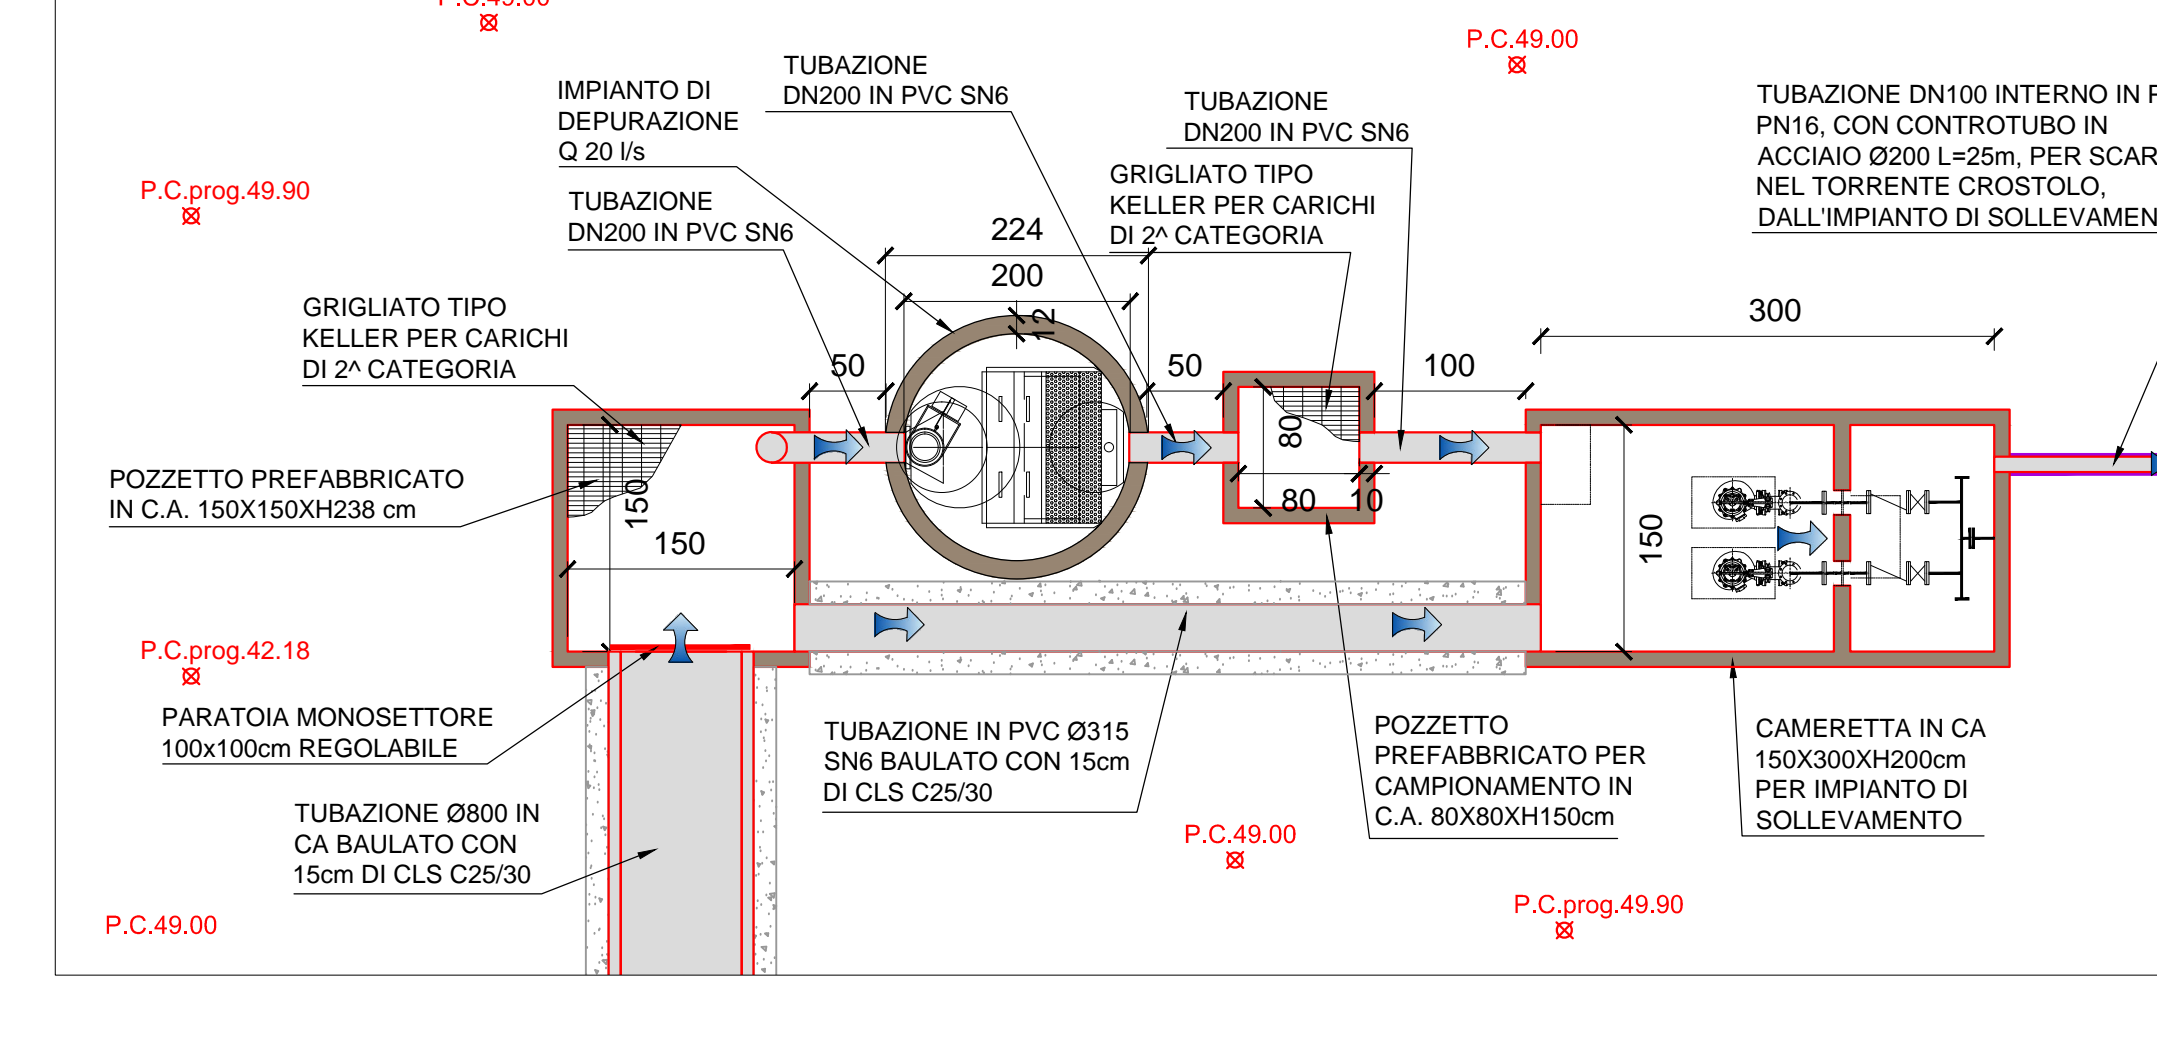 P.C.49.00
P.C.49.00
TUBAZIONE
DN200 IN PVC SN6
IMPIANTO DI
DEPURAZIONE
Q 20 l/s
TUBAZIONE
DN200 IN PVC SN6
TUBAZIONE DN100 INTERNO IN
PN16, CON CONTROTUBO IN
ACCIAIO Ø200 L=25m, PER SCAR
NEL TORRENTE CROSTOLO,
DALL'IMPIANTO DI SOLLEVAMEN
P.C.prog.49.90
TUBAZIONE
DN200 IN PVC SN6
GRIGLIATO TIPO
KELLER PER CARICHI
DI 2^ CATEGORIA
224
200
12
300
GRIGLIATO TIPO
KELLER PER CARICHI
DI 2^ CATEGORIA
50
50
100
80
80
10
POZZETTO PREFABBRICATO
IN C.A. 150X150XH238 cm
150
150
150
P.C.prog.42.18
PARATOIA MONOSETTORE
100x100cm REGOLABILE
TUBAZIONE IN PVC Ø315
SN6 BAULATO CON 15cm
DI CLS C25/30
POZZETTO
PREFABBRICATO PER
CAMPIONAMENTO IN
C.A. 80X80XH150cm
CAMERETTA IN CA
150X300XH200cm
PER IMPIANTO DI
SOLLEVAMENTO
TUBAZIONE Ø800 IN
CA BAULATO CON
15cm DI CLS C25/30
P.C.49.00
P.C.prog.49.90
P.C.49.00